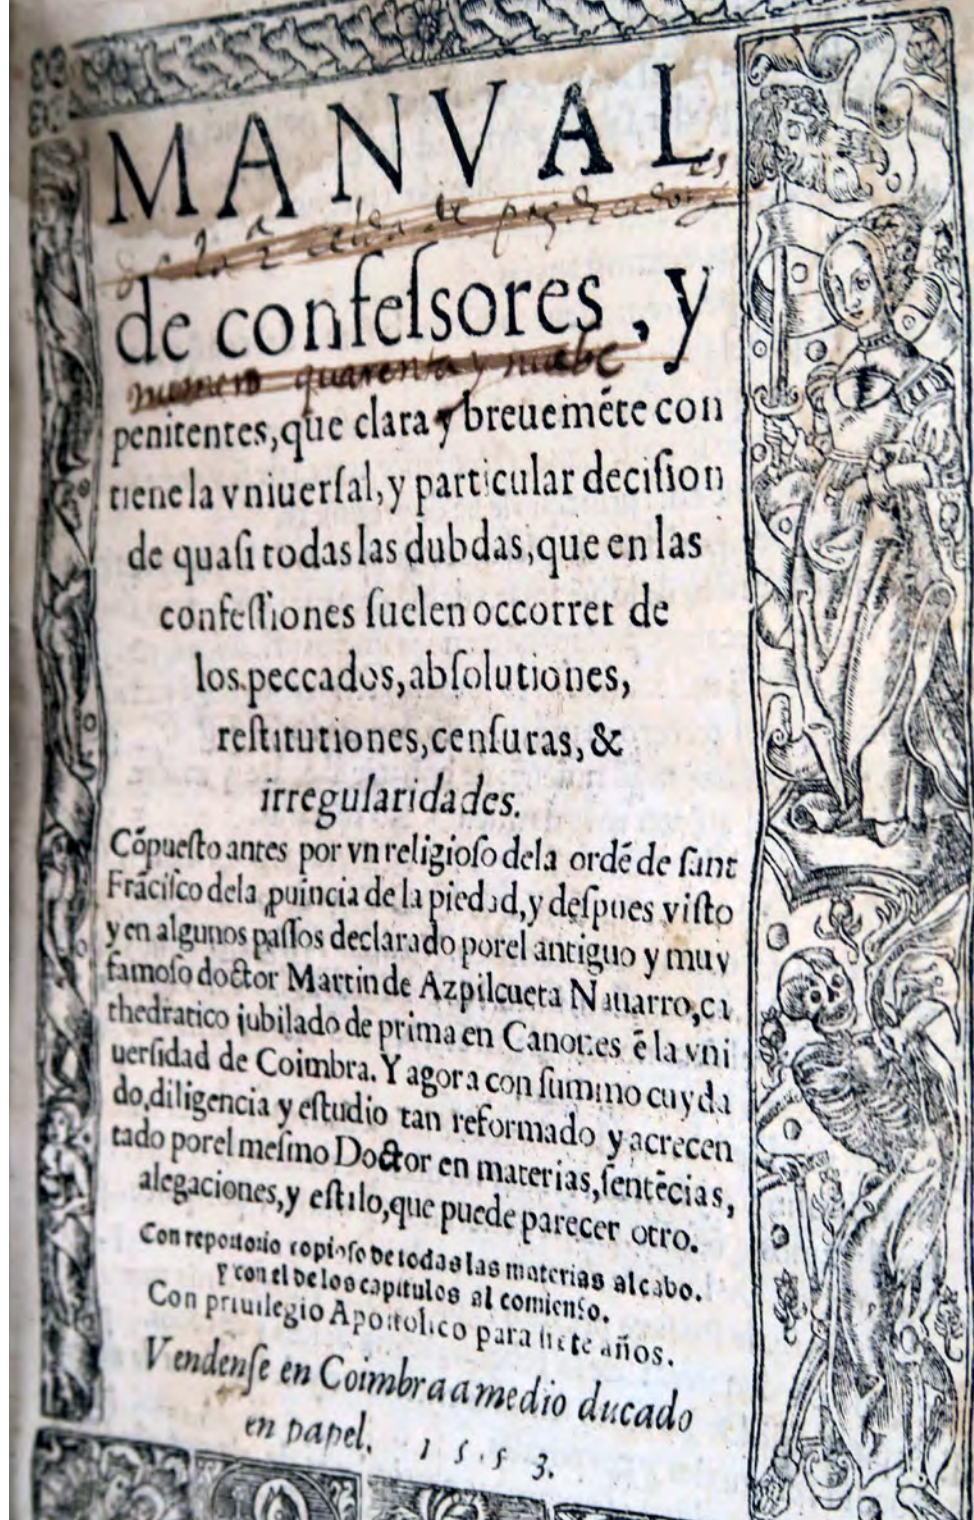 MANVAL
de confeſsores, y
numero quarenta y nuebe
penitentes, que clara y breuemẽte con
tiene la vniuerſal, y particular deciſion
de quaſi todas las dubdas, que en las
confeſſiones ſuelen occorrer de
los peccados, abſolutiones,
reſtitutiones, cenſuras, &
irregularidades.
Cõpueſto antes por vn religioſo dela ordẽ de ſant
Frãciſco dela ꝓuincia de la piedad, y deſpues viſto
y en algunos paſſos declarado porel antiguo y muy
famoſo doctor Martin de Azpilcueta Nauarro, ca
thedratico jubilado de prima en Canones ẽ la vni
uerſidad de Coimbra. Y agora con ſummo cuyda
do, diligencia y eſtudio tan reformado y acrecen
tado porel meſmo Doctor en materias, ſentẽcias,
alegaciones, y eſtilo, que puede parecer otro.
Con repertorio copioſo de todas las materias al cabo.
y con el de los capitulos al comienſo.
Con priuilegio Apoſtolico para ſiete años.
Vendenſe en Coimbra a medio ducado
en papel. 1553.